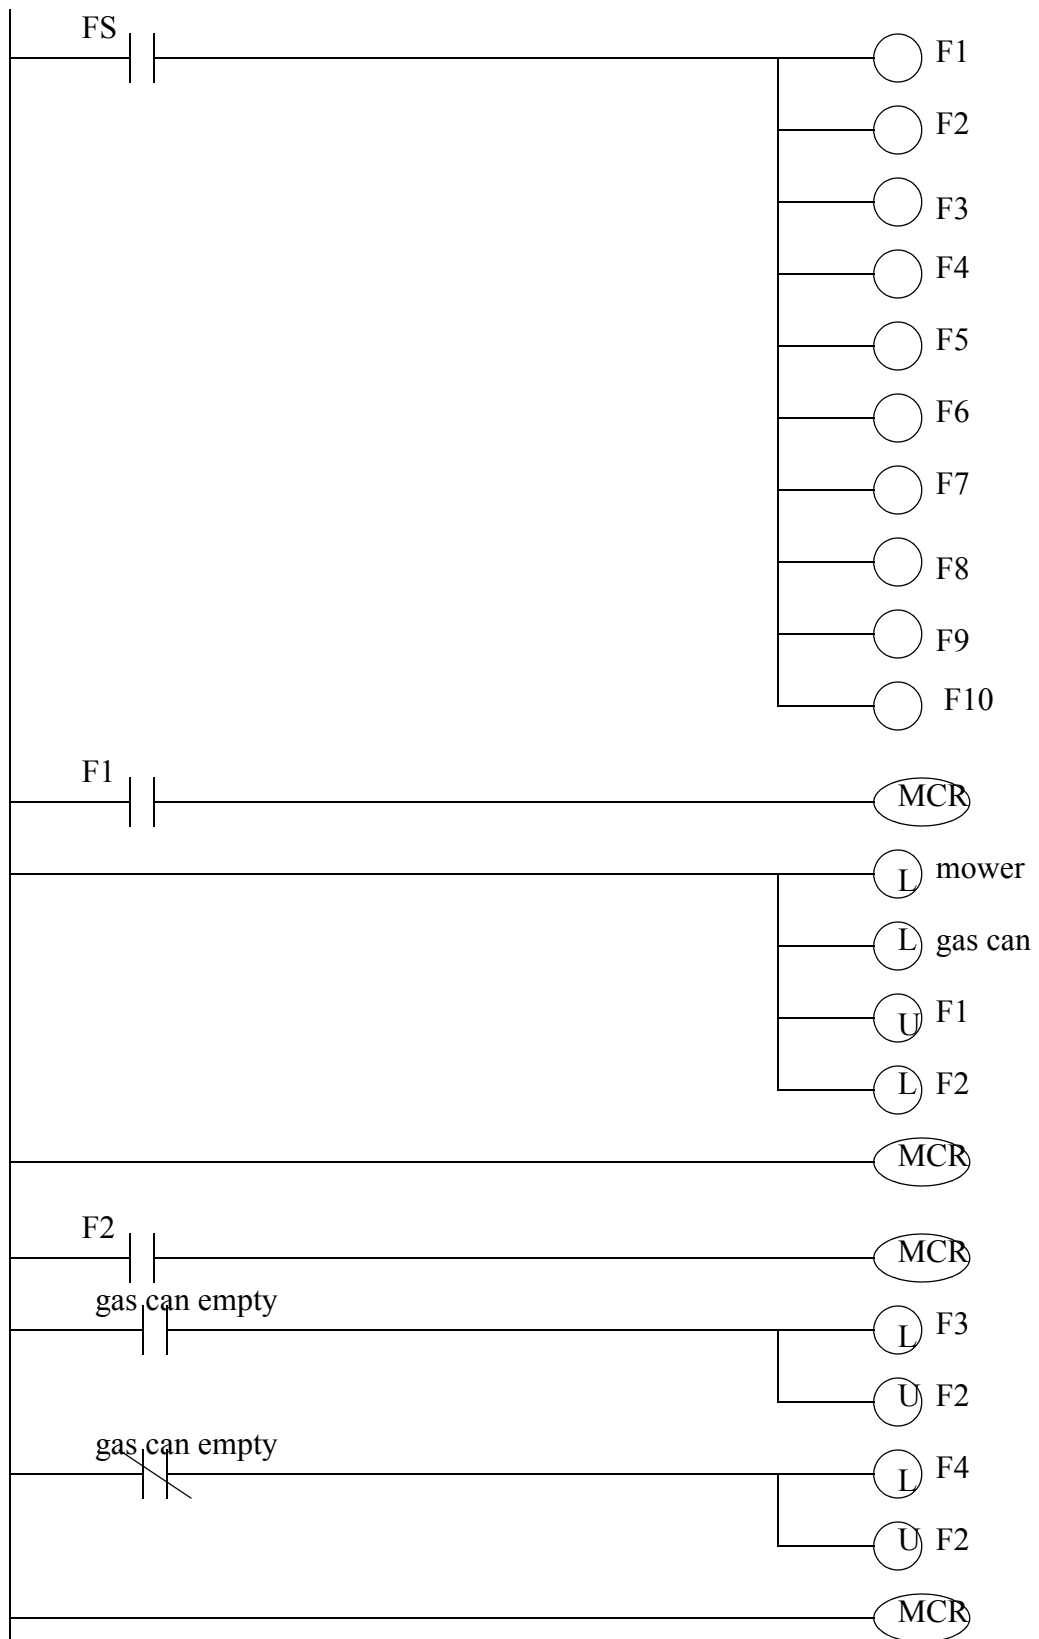 FS
F1
F2
F3
F4
F5
F6
F7
F8
F9
F10
F1
MCR
L mower
L gas can
U F1
L F2
MCR
F2
MCR
gas can empty
L F3
U F2
gas can empty
L F4
U F2
MCR